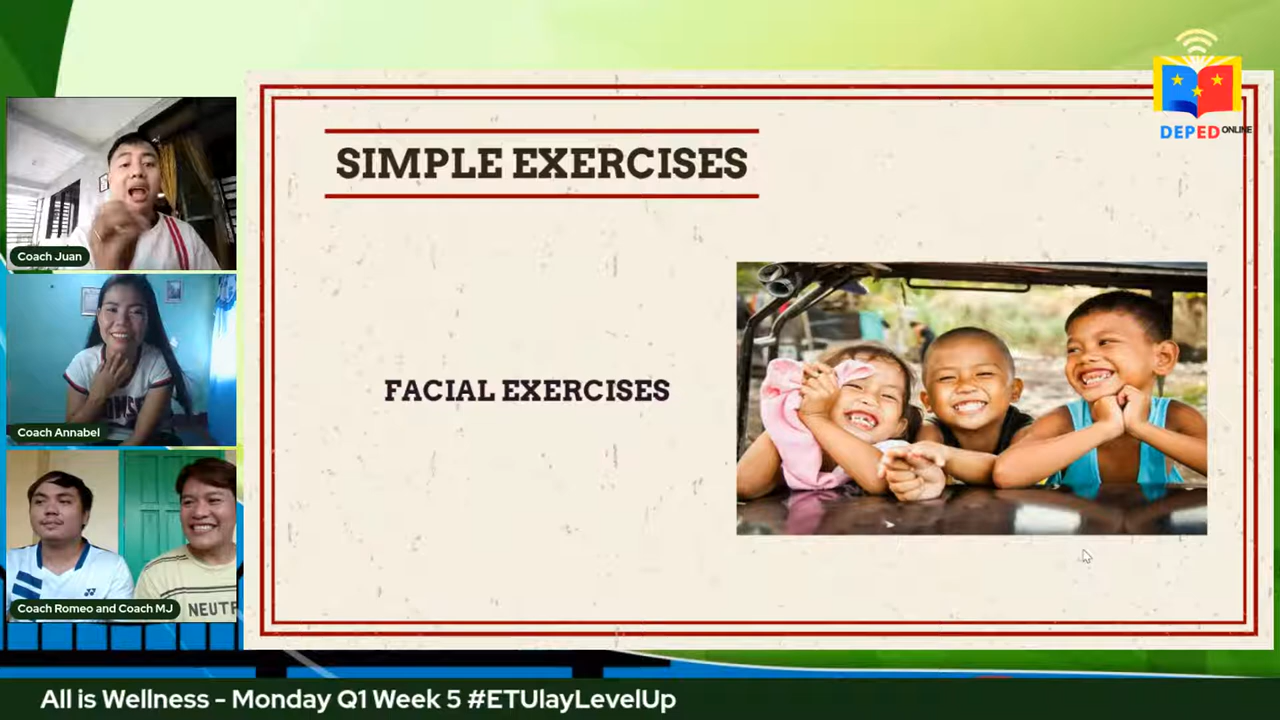 DEPED ONLINE
SIMPLE EXERCISES
FACIAL EXERCISES
Coach Juan
Coach Annabel
NEUTR
Coach Romeo and Coach MJ
All is Wellness - Monday Q1 Week 5 #ETUlayLevelUp